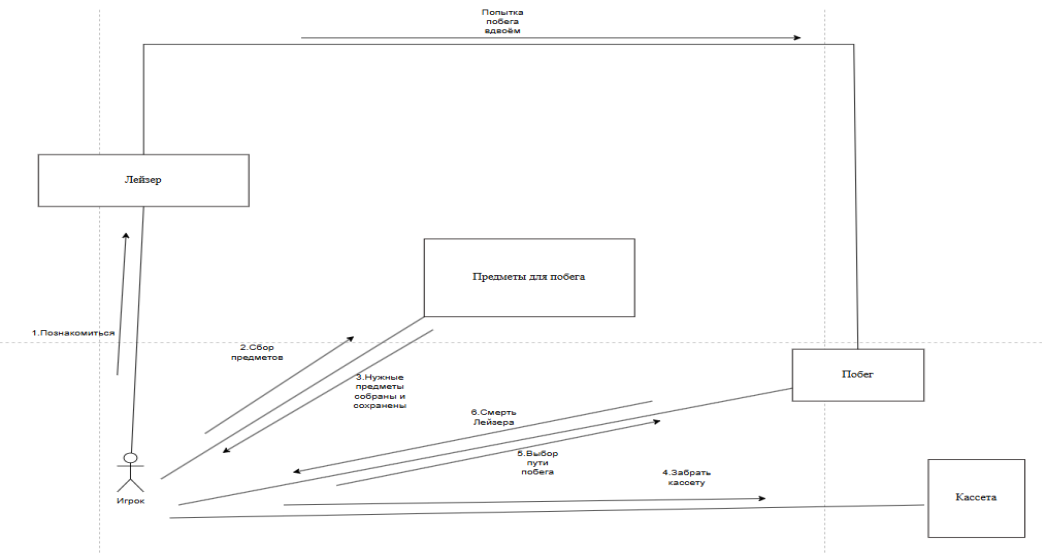 Попытка
побега
вдвоём
Лейзер
Предметы для побега
1.Познакомиться
2.Сбор
предметов
3.Нужные
предметы
собраны и
сохранены
Побег
6.Смерть
Лейзера
5.Выбор
пути
побега
4.Забрать
кассету
Кассета
Игрок